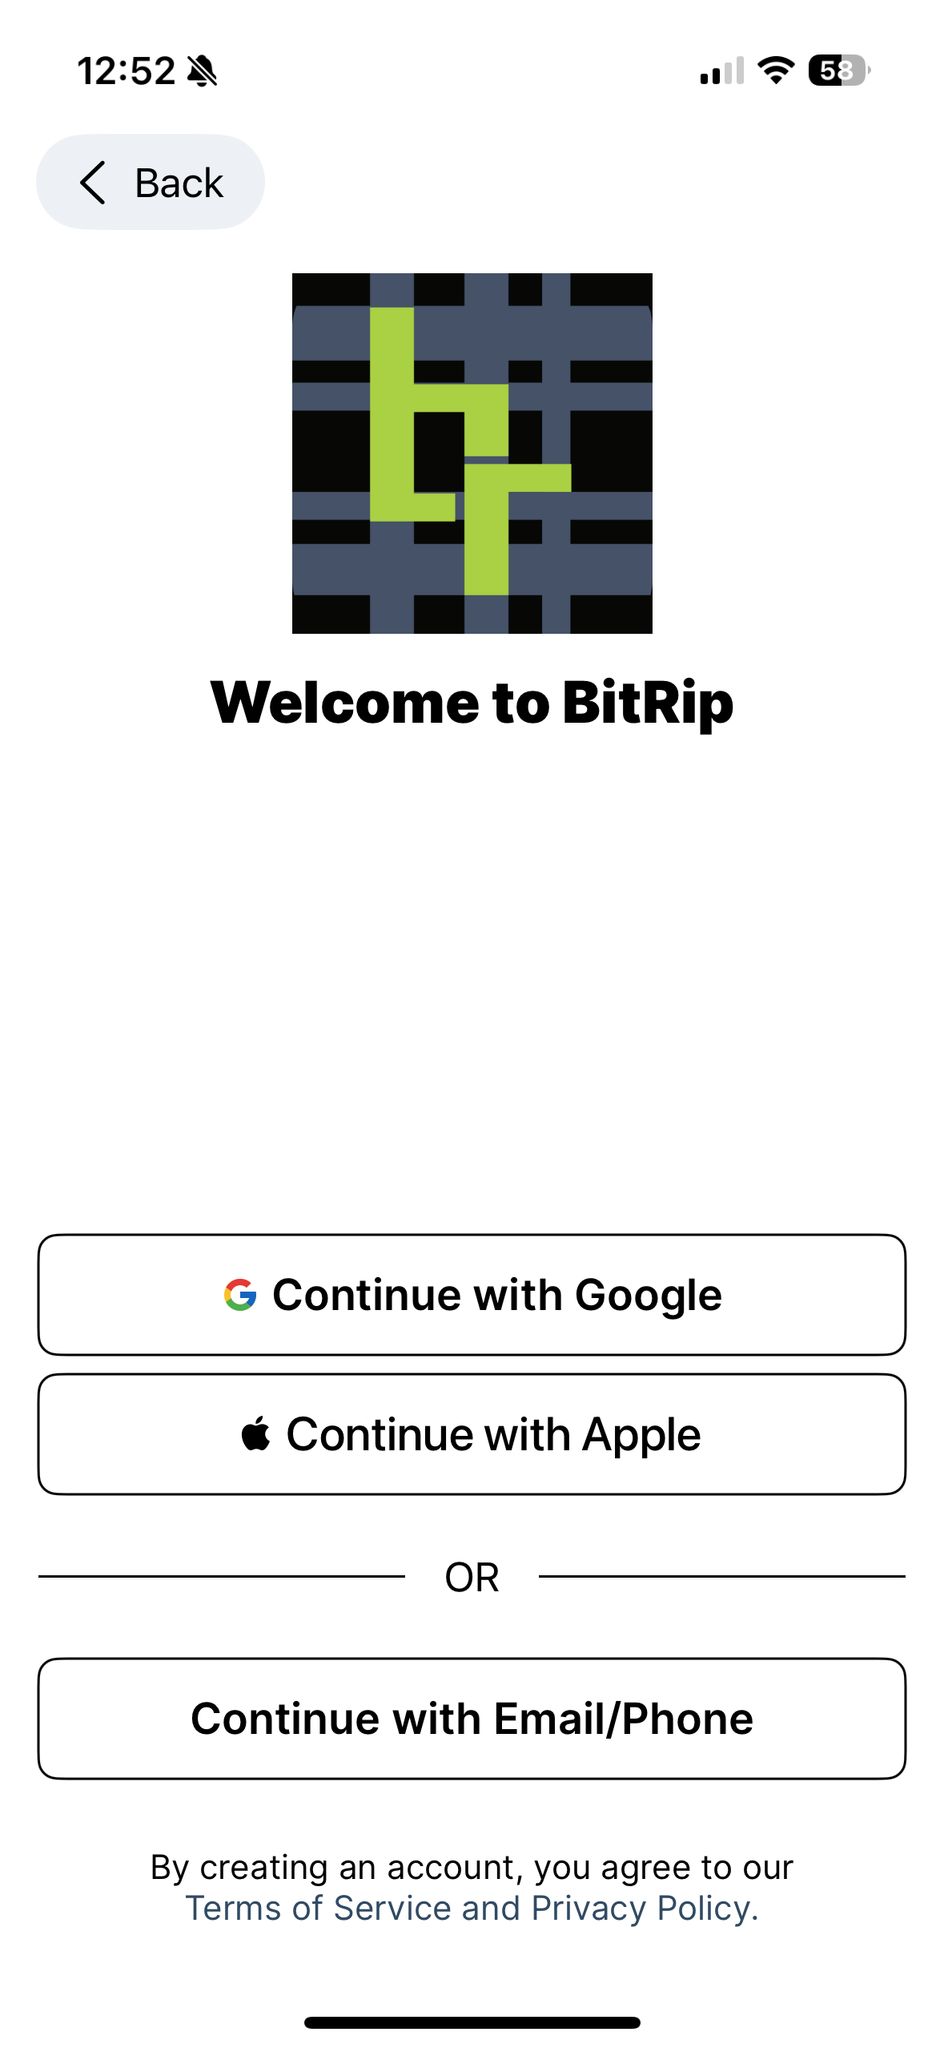 12:52
58
Back
br
Welcome to BitRip
Continue with Google
Continue with Apple
OR
Continue with Email/Phone
By creating an account, you agree to our
Terms of Service and Privacy Policy.